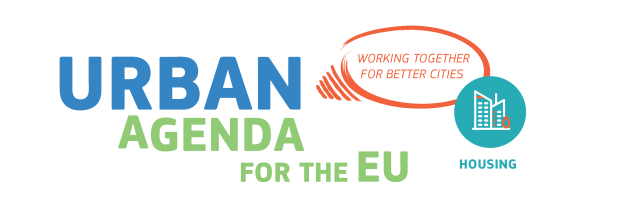 URBAN
AGENDA
FOR THE EU
WORKING TOGETHER
FOR BETTER CITIES
HOUSING